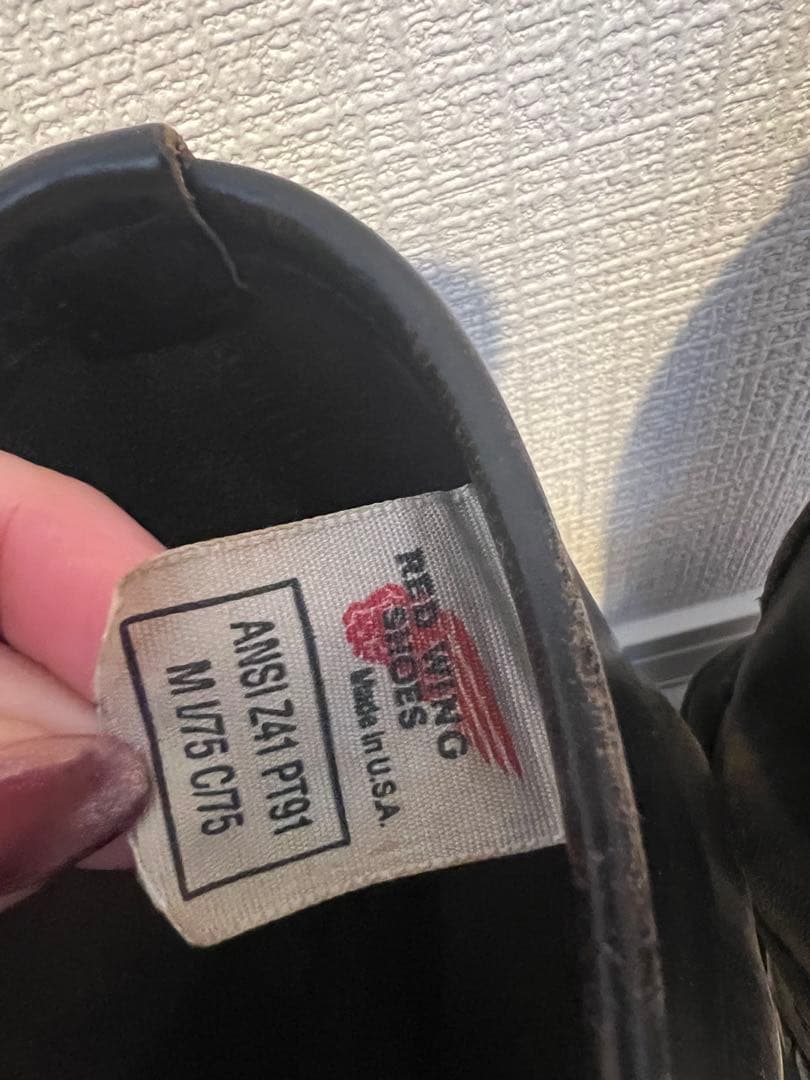 RED WING
SHOES
Made in U.S.A.
ANSI Z41 PT91
M I/75 C/75